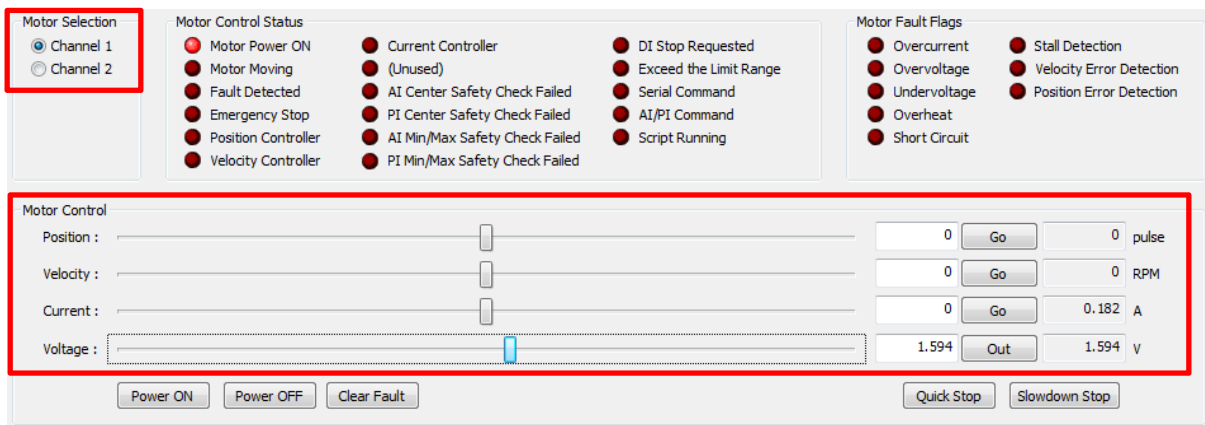 Motor Selection
Channel 1
Channel 2
Motor Control Status
Motor Power ON
Motor Moving
Fault Detected
Emergency Stop
Position Controller
Velocity Controller
Current Controller
(Unused)
AI Center Safety Check Failed
PI Center Safety Check Failed
AI Min/Max Safety Check Failed
PI Min/Max Safety Check Failed
DI Stop Requested
Exceed the Limit Range
Serial Command
AI/PI Command
Script Running
Motor Fault Flags
Overcurrent
Overvoltage
Undervoltage
Overheat
Short Circuit
Stall Detection
Velocity Error Detection
Position Error Detection
Motor Control
Position : 0 Go 0 pulse
Velocity : 0 Go 0 RPM
Current : 0 Go 0.182 A
Voltage : 1.594 Out 1.594 V
Power ON Power OFF Clear Fault Quick Stop Slowdown Stop